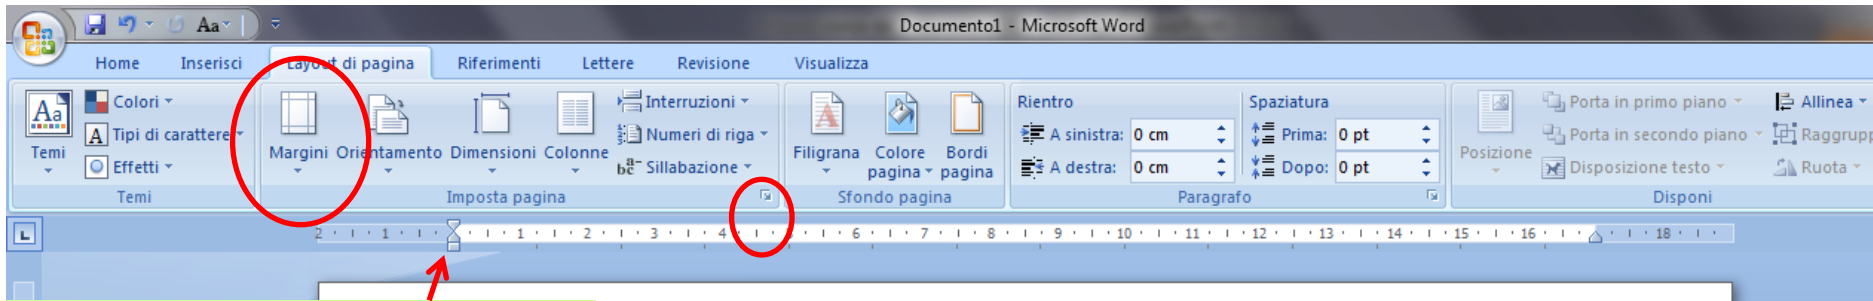 Aa
Documento1 - Microsoft Word
Home Inserisci Layout di pagina Riferimenti Lettere Revisione Visualizza
Aa Colori Interruzioni Rientro Spaziatura Porta in primo piano Allinea
A Tipi di carattere Numeri di riga A sinistra: 0 cm Prima: 0 pt Porta in secondo piano Raggrupp
Temi Effetti Margini Orientamento Dimensioni Colonne Sillabazione Filigrana Colore pagina Bordi pagina A destra: 0 cm Dopo: 0 pt Posizione Disposizione testo Ruota
Temi Imposta pagina Sfondo pagina Paragrafo Disponi
L 2 1 1 2 3 4 5 6 7 8 9 10 11 12 13 14 15 16 18